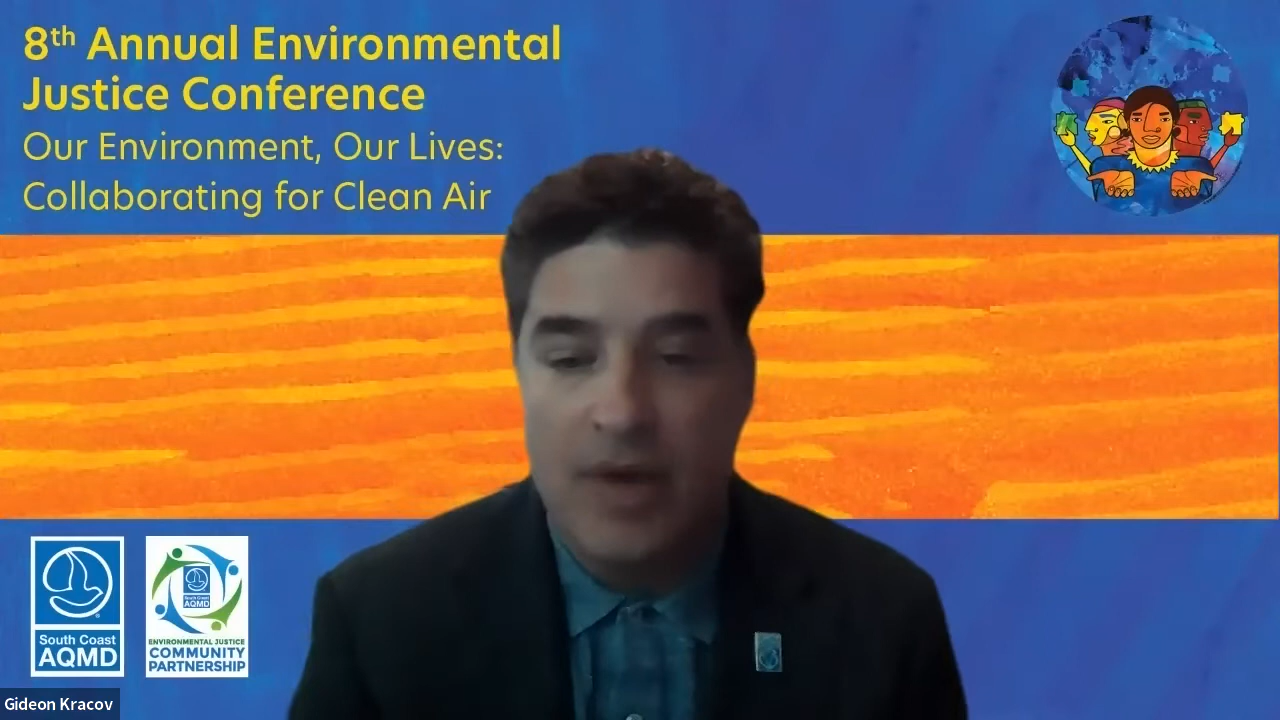 8th Annual Environmental
Justice Conference
Our Environment, Our Lives:
Collaborating for Clean Air
South Coast
AQMD
South Coast
AQMD
ENVIRONMENTAL JUSTICE
COMMUNITY
PARTNERSHIP
Gideon Kracov